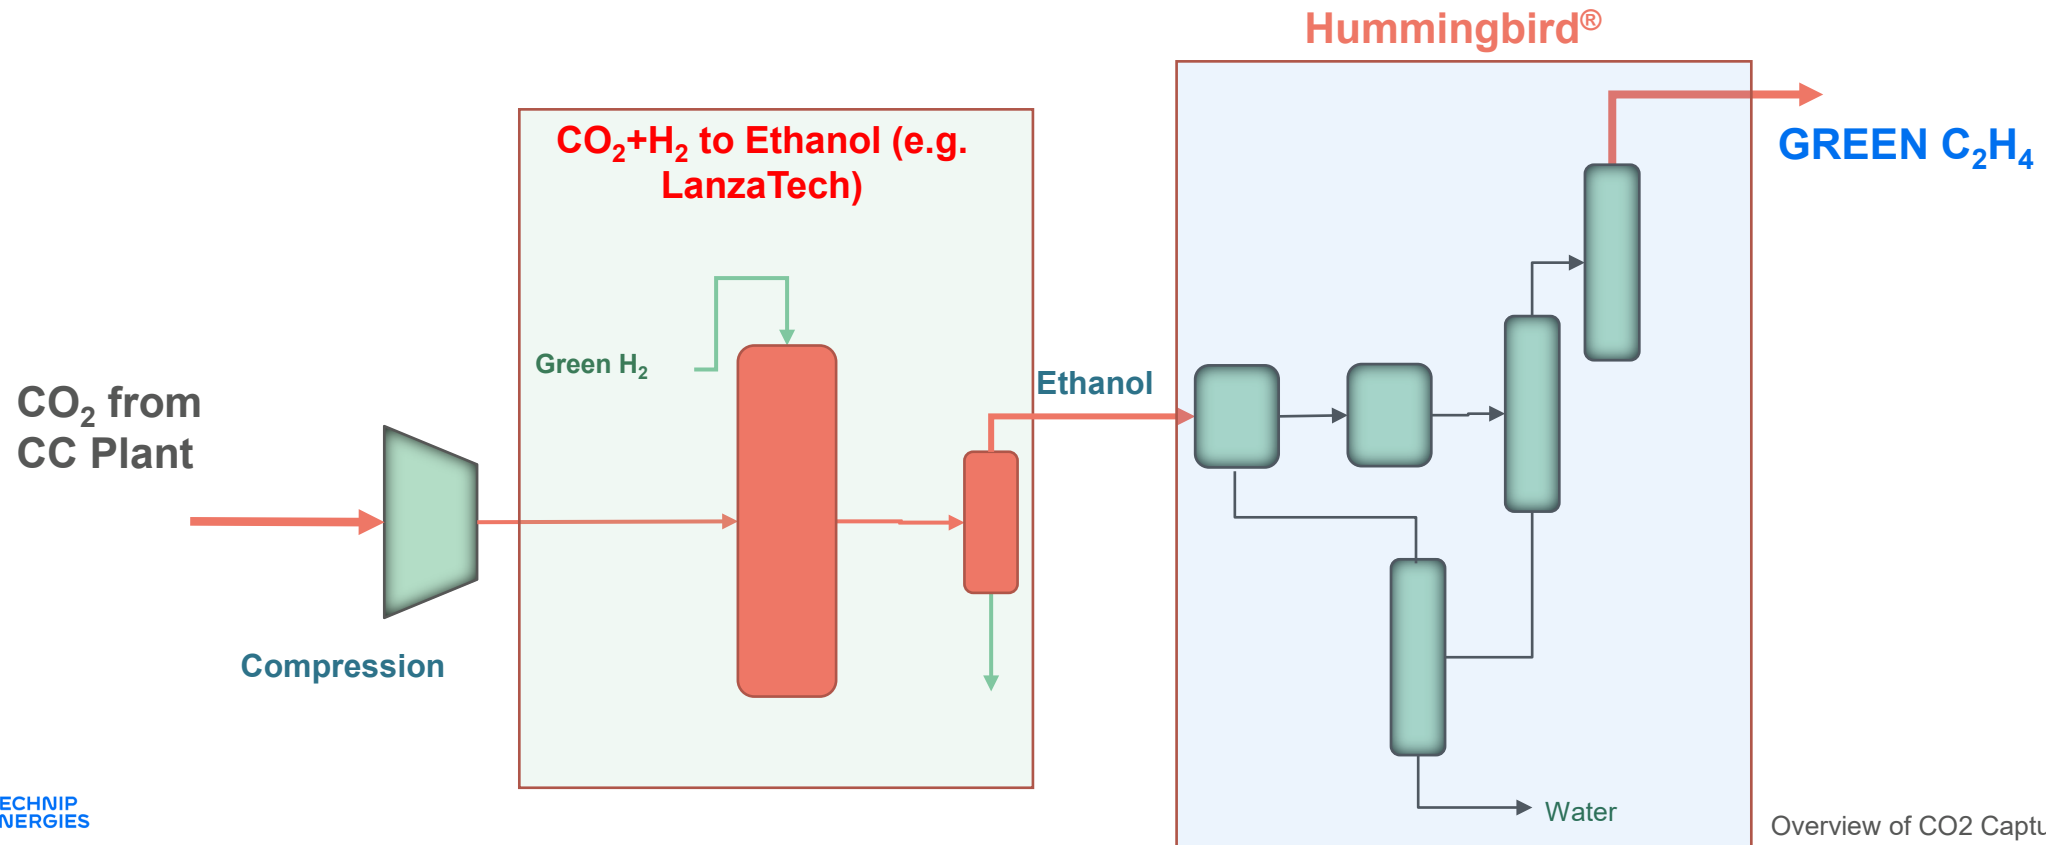 Hummingbird®
CO₂+H₂ to Ethanol (e.g.
LanzaTech)
GREEN C₂H₄
Green H₂
Ethanol
CO₂ from
CC Plant
Compression
Water
ECHNIP
NERGIES
Overview of CO2 Captu